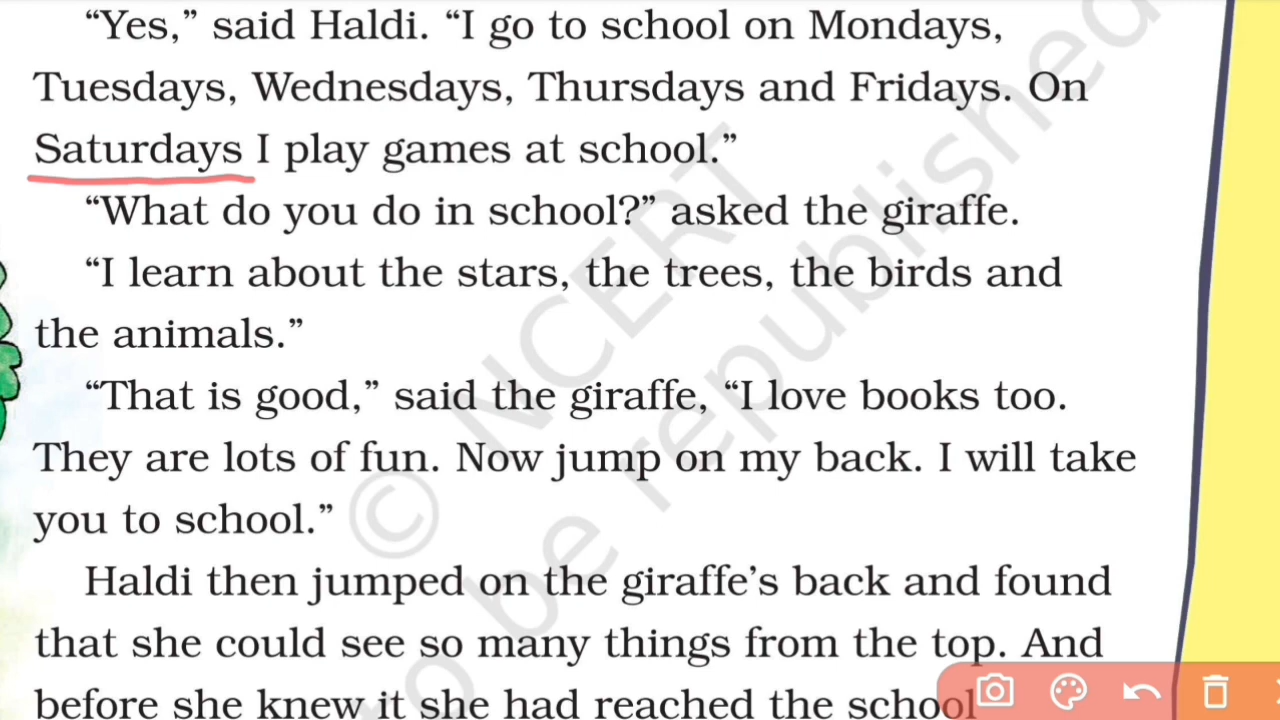 “Yes,” said Haldi. “I go to school on Mondays,
Tuesdays, Wednesdays, Thursdays and Fridays. On
Saturdays I play games at school.”
“What do you do in school?” asked the giraffe.
“I learn about the stars, the trees, the birds and
the animals.”
“That is good,” said the giraffe, “I love books too.
They are lots of fun. Now jump on my back. I will take
you to school.”
Haldi then jumped on the giraffe’s back and found
that she could see so many things from the top. And
before she knew it she had reached the school
© NCERT
to be republished